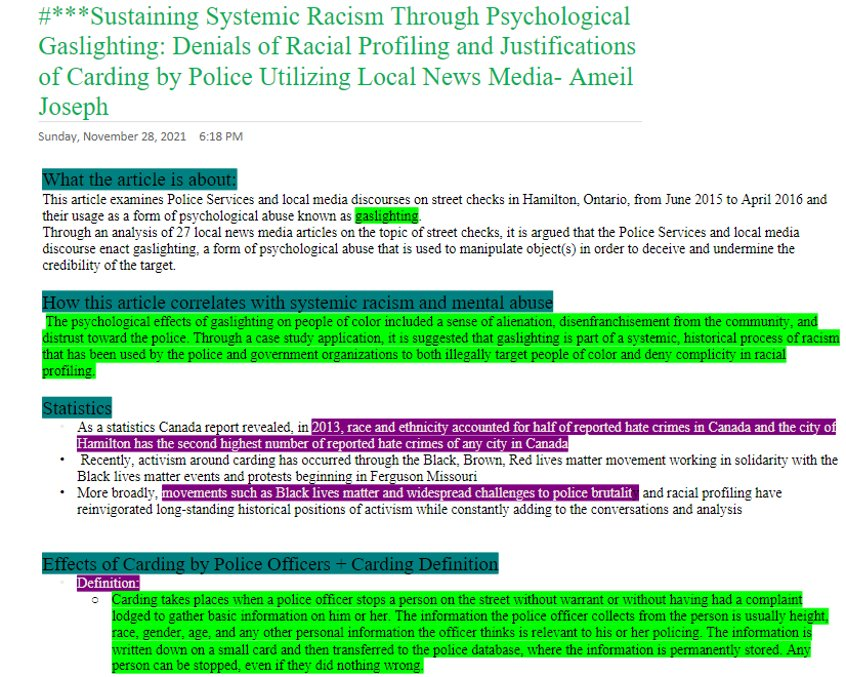 #***Sustaining Systemic Racism Through Psychological
Gaslighting: Denials of Racial Profiling and Justifications
of Carding by Police Utilizing Local News Media- Ameil
Joseph
Sunday, November 28, 2021 6:18 PM
What the article is about:
This article examines Police Services and local media discourses on street checks in Hamilton, Ontario, from June 2015 to April 2016 and
their usage as a form of psychological abuse known as gaslighting.
Through an analysis of 27 local news media articles on the topic of street checks, it is argued that the Police Services and local media
discourse enact gaslighting, a form of psychological abuse that is used to manipulate object(s) in order to deceive and undermine the
credibility of the target.
How this article correlates with systemic racism and mental abuse
The psychological effects of gaslighting on people of color included a sense of alienation, disenfranchisement from the community, and
distrust toward the police. Through a case study application, it is suggested that gaslighting is part of a systemic, historical process of racism
that has been used by the police and government organizations to both illegally target people of color and deny complicity in racial
profiling.
Statistics
• As a statistics Canada report revealed, in 2013, race and ethnicity accounted for half of reported hate crimes in Canada and the city of
Hamilton has the second highest number of reported hate crimes of any city in Canada
• Recently, activism around carding has occurred through the Black, Brown, Red lives matter movement working in solidarity with the
Black lives matter events and protests beginning in Ferguson Missouri
• More broadly, movements such as Black lives matter and widespread challenges to police brutalit and racial profiling have
reinvigorated long-standing historical positions of activism while constantly adding to the conversations and analysis
Effects of Carding by Police Officers + Carding Definition
• Definition:
○ Carding takes places when a police officer stops a person on the street without warrant or without having had a complaint
lodged to gather basic information on him or her. The information the police officer collects from the person is usually height,
race, gender, age, and any other personal information the officer thinks is relevant to his or her policing. The information is
written down on a small card and then transferred to the police database, where the information is permanently stored. Any
person can be stopped, even if they did nothing wrong.